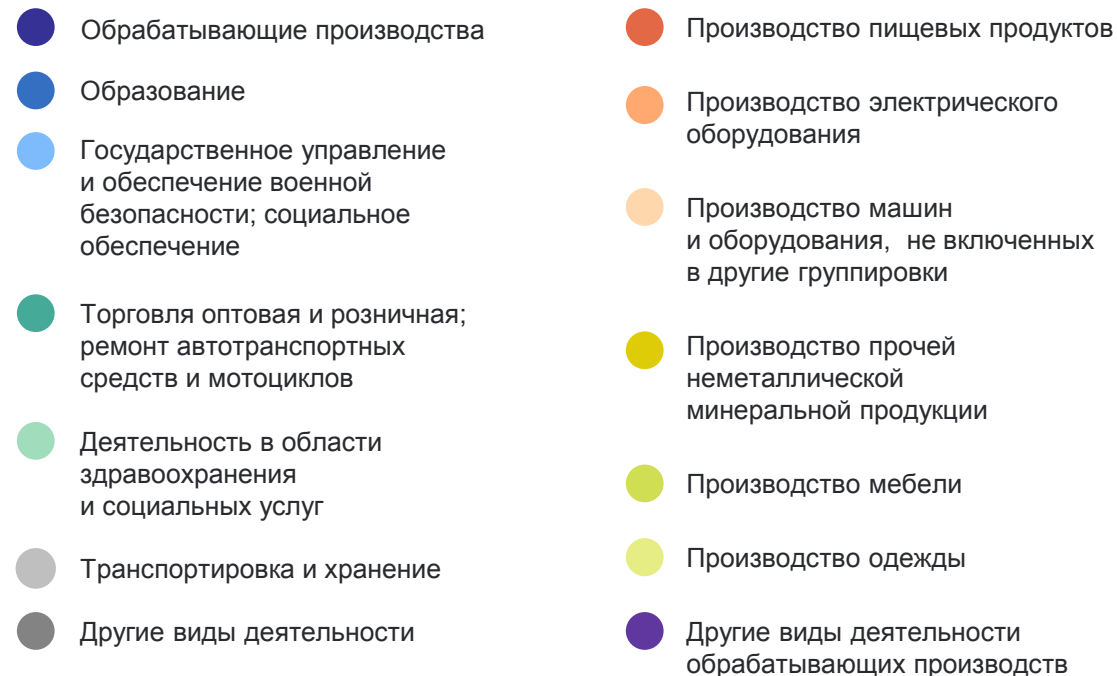 Обрабатывающие производства
Образование
Государственное управление
и обеспечение военной
безопасности; социальное
обеспечение
Торговля оптовая и розничная;
ремонт автотранспортных
средств и мотоциклов
Деятельность в области
здравоохранения
и социальных услуг
Транспортировка и хранение
Другие виды деятельности
Производство пищевых продуктов
Производство электрического
оборудования
Производство машин
и оборудования, не включенных
в другие группировки
Производство прочей
неметаллической
минеральной продукции
Производство мебели
Производство одежды
Другие виды деятельности
обрабатывающих производств